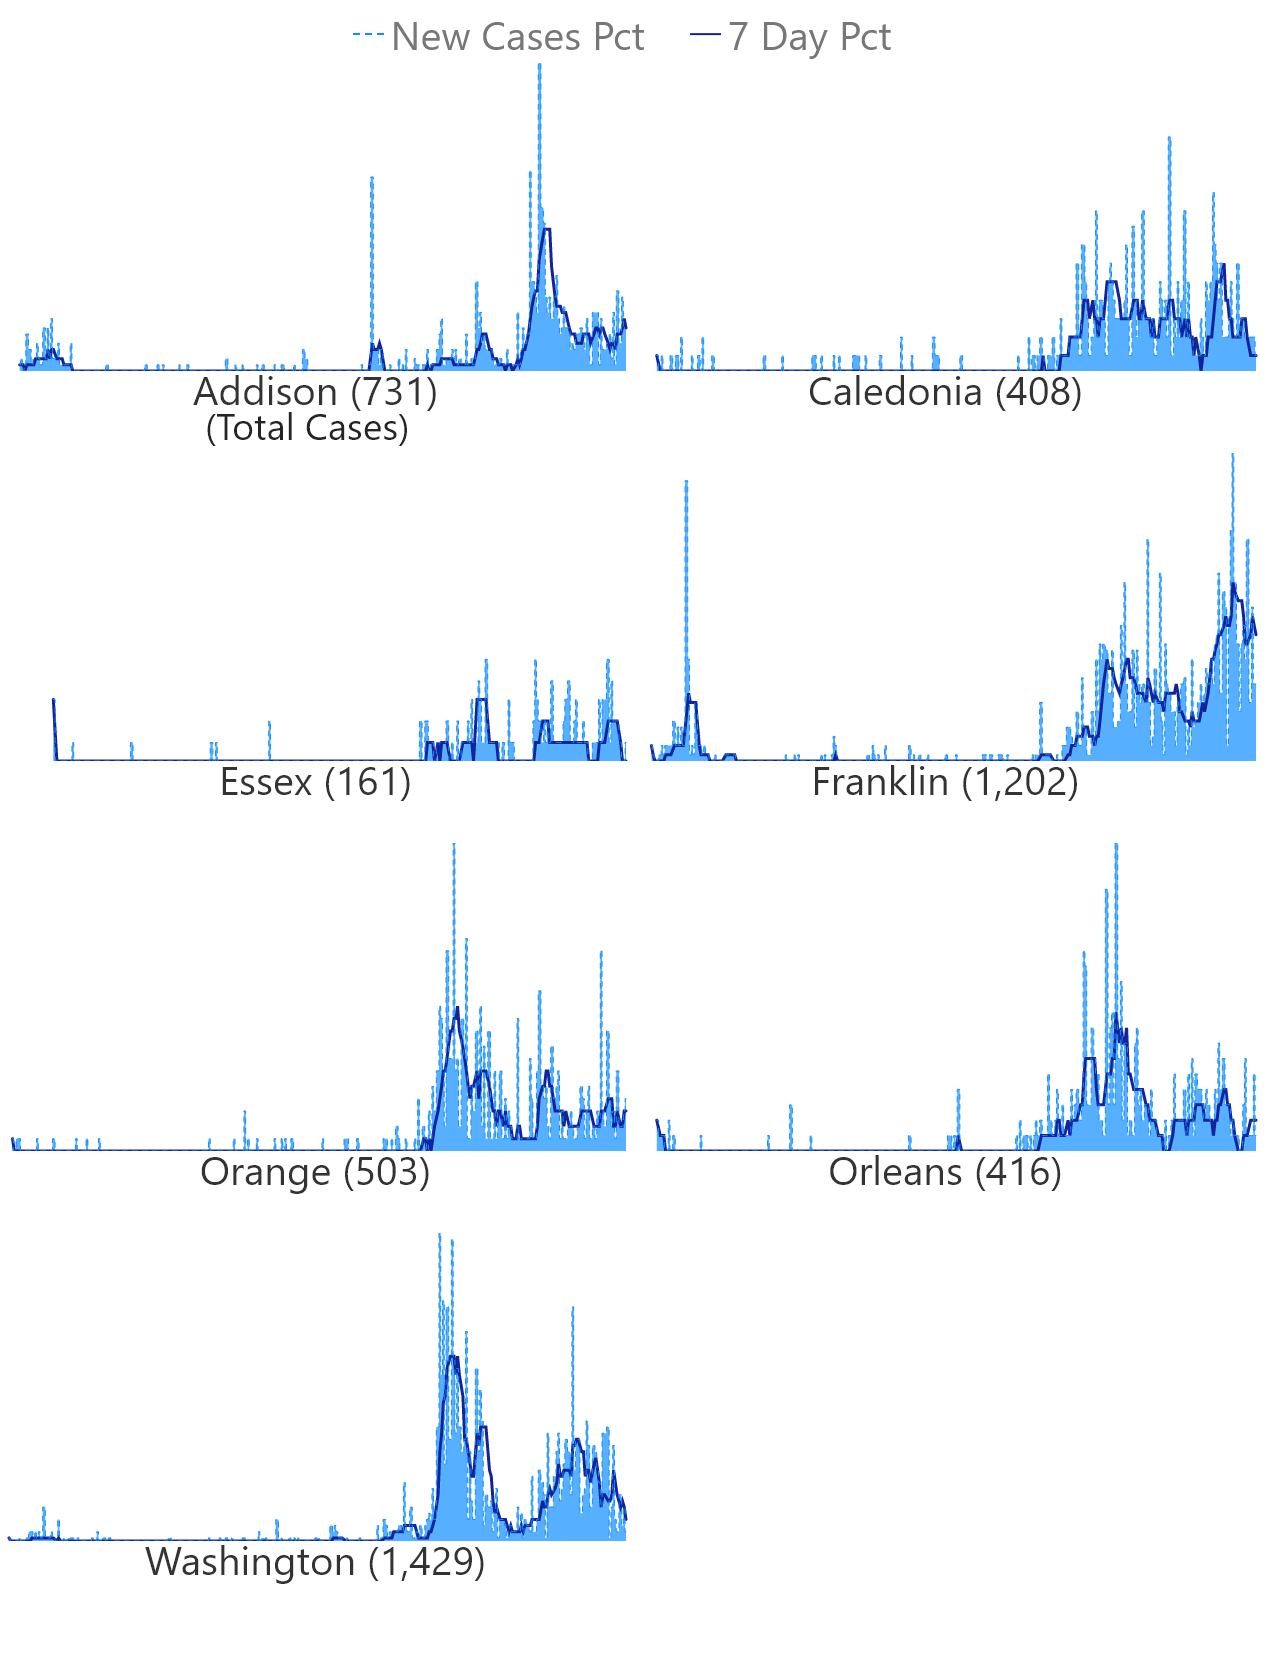 New Cases Pct 7 Day Pct
Addison (731) Caledonia (408)
(Total Cases)
Essex (161) Franklin (1,202)
Orange (503) Orleans (416)
Washington (1,429)